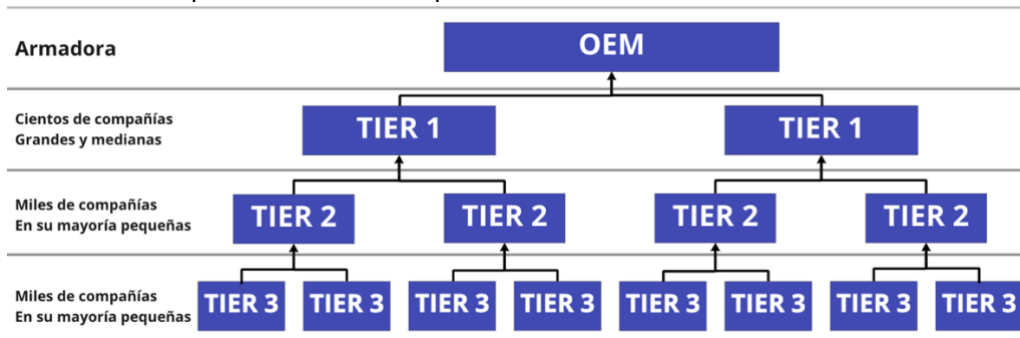 Armadora
OEM
Cientos de compañías
Grandes y medianas
TIER 1
TIER 1
Miles de compañías
En su mayoría pequeñas
TIER 2
TIER 2
TIER 2
TIER 2
Miles de compañías
En su mayoría pequeñas
TIER 3
TIER 3
TIER 3
TIER 3
TIER 3
TIER 3
TIER 3
TIER 3